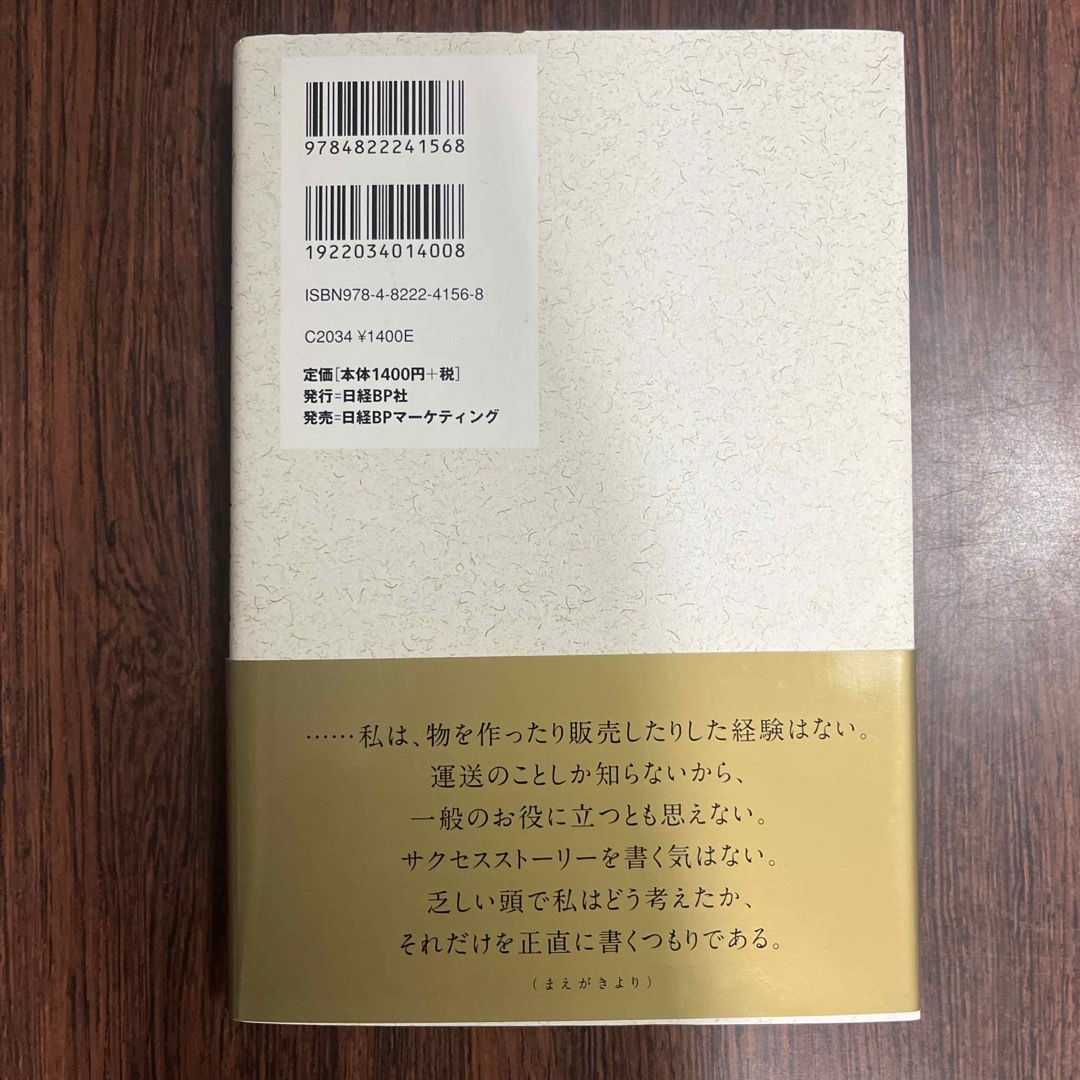 9784822241568
1922034014008
ISBN978-4-8222-4156-8
C2034 ¥1400E
定価[本体1400円+税]
発行=日経BP社
発売=日経BPマーケティング
……私は、物を作ったり販売したりした経験はない。
運送のことしか知らないから、
一般のお役に立つとも思えない。
サクセスストーリーを書く気はない。
乏しい頭で私はどう考えたか、
それだけを正直に書くつもりである。
(まえがきより)